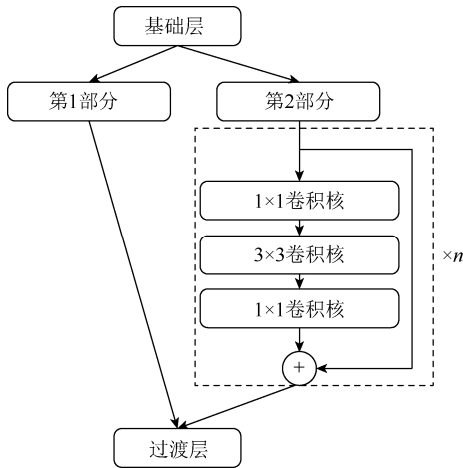 基础层
第1部分
第2部分
1×1卷积核
3×3卷积核
×n
1×1卷积核
+
过渡层